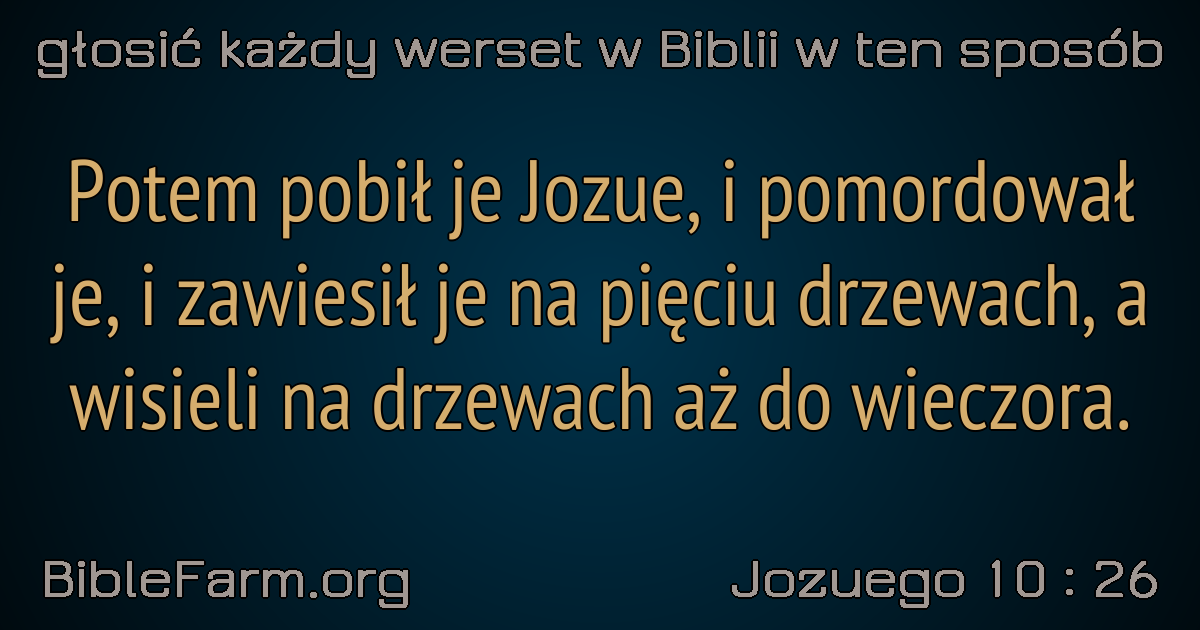 głosić każdy werset w Biblii w ten sposób
Potem pobił je Jozue, i pomordował
je, i zawiesił je na pięciu drzewach, a
wisieli na drzewach aż do wieczora.
BibleFarm.org
Jozuego 10 : 26